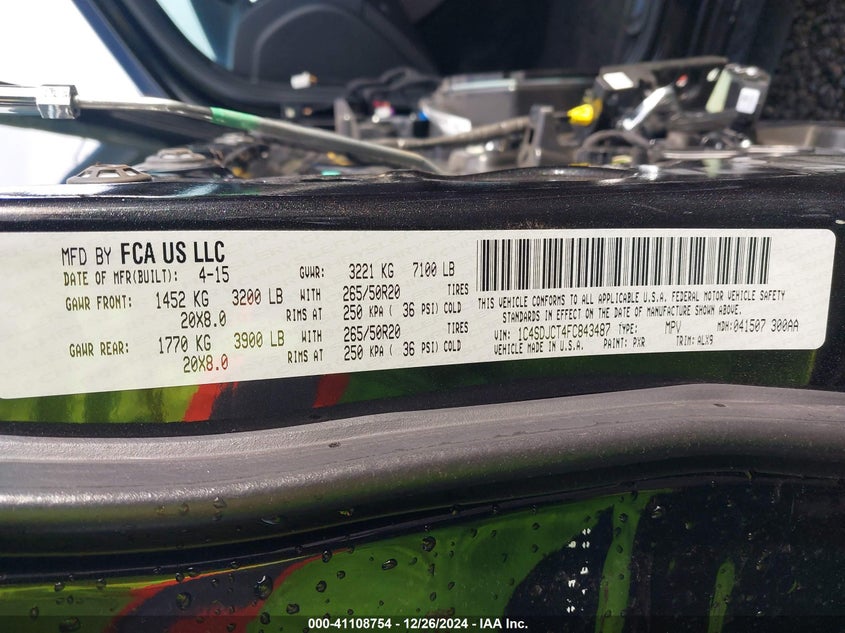 MFD BY FCA US LLC
DATE OF MFR(BUILT): 4-15 GVWR: 3221 KG 7100 LB
GAWR FRONT: 1452 KG 3200 LB WITH 265/50R20 TIRES
20X8.0 RIMS AT 250 KPA ( 36 PSI) COLD
GAWR REAR: 1770 KG 3900 LB WITH 265/50R20 TIRES
20X8.0 RIMS AT 250 KPA ( 36 PSI) COLD
THIS VEHICLE CONFORMS TO ALL APPLICABLE U.S.A. FEDERAL MOTOR VEHICLE SAFETY
STANDARDS IN EFFECT ON THE DATE OF MANUFACTURE SHOWN ABOVE.
VIN: 1C4SDJCT4FC843487 TYPE: MPV MDH: 041507 300AA
VEHICLE MADE IN U.S.A. PAINT: PXR TRIM: ALX9
000-41108754 - 12/26/2024 - IAA Inc.